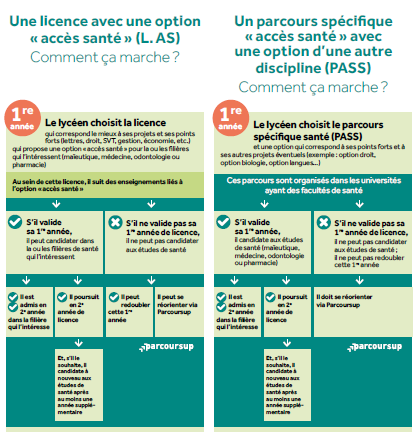 Une licence avec une option
« accès santé » (L. AS)
Comment ça marche ?
1re
année
Le lycéen choisit la licence
qui correspond le mieux à ses projets et ses points
forts (lettres, droit, SVT, gestion, économie, etc.)
qui propose une option « accès santé » pour la ou les filières
qui l'intéressent (maïeutique, médecine, odontologie ou
pharmacie)
Au sein de cette licence, il suit des enseignements liés à
l'option « accès santé »
S'il valide
sa 1re année,
il peut candidater dans
la ou les filières de santé
qui l'intéressent
S'il ne valide pas sa
1re année de licence,
il ne peut pas candidater
aux études de santé
Il est
admis en
2e année
dans la filière
qui l'intéresse
Il poursuit
en 2e
année de
licence
Il peut
redoubler
cette 1re
année
Il peut se
réorienter via
Parcoursup
Et, s'il le
souhaite, il
candidate à
nouveau aux
études de
santé après
au moins une
année supplé-
mentaire
parcoursup
Un parcours spécifique
« accès santé » avec
une option d'une autre
discipline (PASS)
Comment ça marche ?
1re
année
Le lycéen choisit le parcours
spécifique santé (PASS)
et une option qui correspond à ses points forts et à
ses autres projets éventuels (exemple : option droit,
option biologie, option langues...)
Ces parcours sont organisés dans les universités
ayant des facultés de santé
S'il valide
sa 1re année,
il candidate aux études
de santé (maïeutique,
médecine, odontologie
ou pharmacie)
S'il ne valide pas sa
1re année de licence,
il ne peut pas candidater
aux études de santé ;
il ne peut pas redoubler
cette 1re année
Il est
admis en
2e année
dans la filière
qui l'intéresse
Il poursuit
en 2e
année de
licence
Il doit se réorienter
via Parcoursup
Et, s'il le
souhaite, il
candidate à
nouveau aux
études de
santé après
au moins une
année supplé-
mentaire
parcoursup